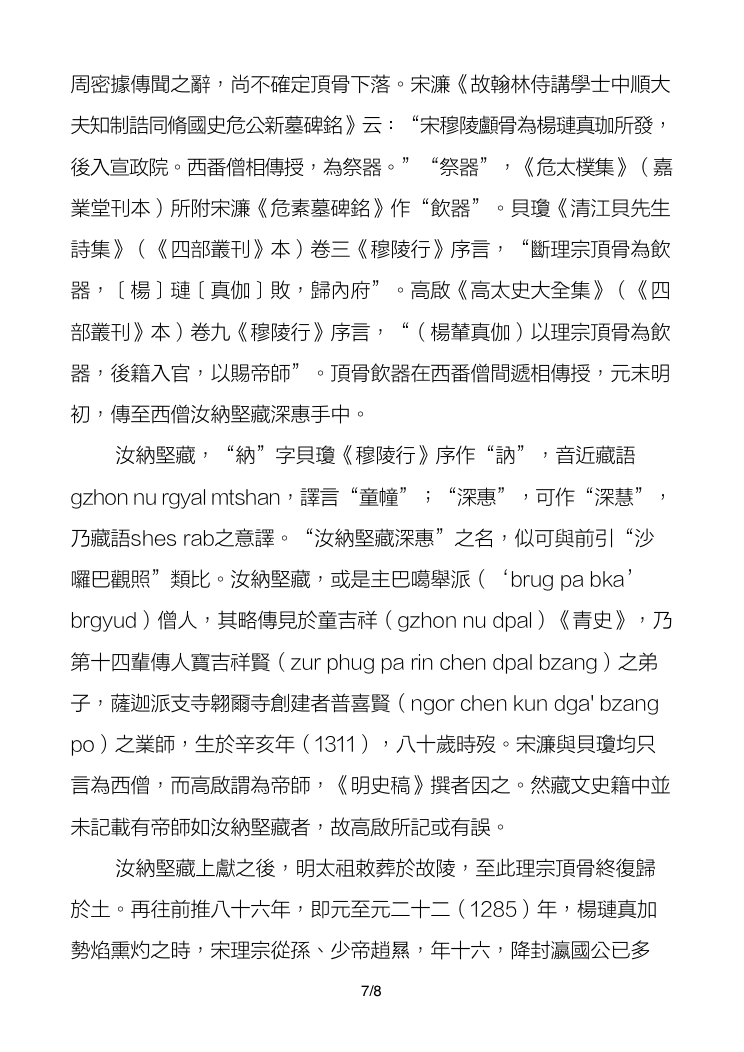 周密據傳聞之辭，尚不確定頂骨下落。宋濂《故翰林侍講學士中順大
夫知制誥同脩國史危公新墓碑銘》云：“宋穆陵顱骨為楊璉真珈所發，
後入宣政院。西番僧相傳授，為祭器。”“祭器”，《危太樸集》（嘉
業堂刊本）所附宋濂《危素墓碑銘》作“飲器”。貝瓊《清江貝先生
詩集》（《四部叢刊》本）卷三《穆陵行》序言，“斷理宗頂骨為飲
器，〔楊〕璉〔真伽〕敗，歸內府”。高啟《高太史大全集》（《四
部叢刊》本）卷九《穆陵行》序言，“（楊輦真伽）以理宗頂骨為飲
器，後籍入官，以賜帝師”。頂骨飲器在西番僧間遞相傳授，元末明
初，傳至西僧汝納堅藏深惠手中。
汝納堅藏，“納”字貝瓊《穆陵行》序作“訥”，音近藏語
gzhon nu rgyal mtshan，譯言“童幢”；“深惠”，可作“深慧”，
乃藏語shes rab之意譯。“汝納堅藏深惠”之名，似可與前引“沙
囉巴觀照”類比。汝納堅藏，或是主巴噶舉派（‘brug pa bka’
brgyud）僧人，其略傳見於童吉祥（gzhon nu dpal）《青史》，乃
第十四輩傳人寶吉祥賢（zur phug pa rin chen dpal bzang）之弟
子，薩迦派支寺翱爾寺創建者普喜賢（ngor chen kun dga' bzang
po）之業師，生於辛亥年（1311），八十歲時歿。宋濂與貝瓊均只
言為西僧，而高啟謂為帝師，《明史稿》撰者因之。然藏文史籍中並
未記載有帝師如汝納堅藏者，故高啟所記或有誤。
汝納堅藏上獻之後，明太祖敕葬於故陵，至此理宗頂骨終復歸
於土。再往前推八十六年，即元至元二十二（1285）年，楊璉真加
勢焰熏灼之時，宋理宗從孫、少帝趙㬎，年十六，降封瀛國公已多
7/8